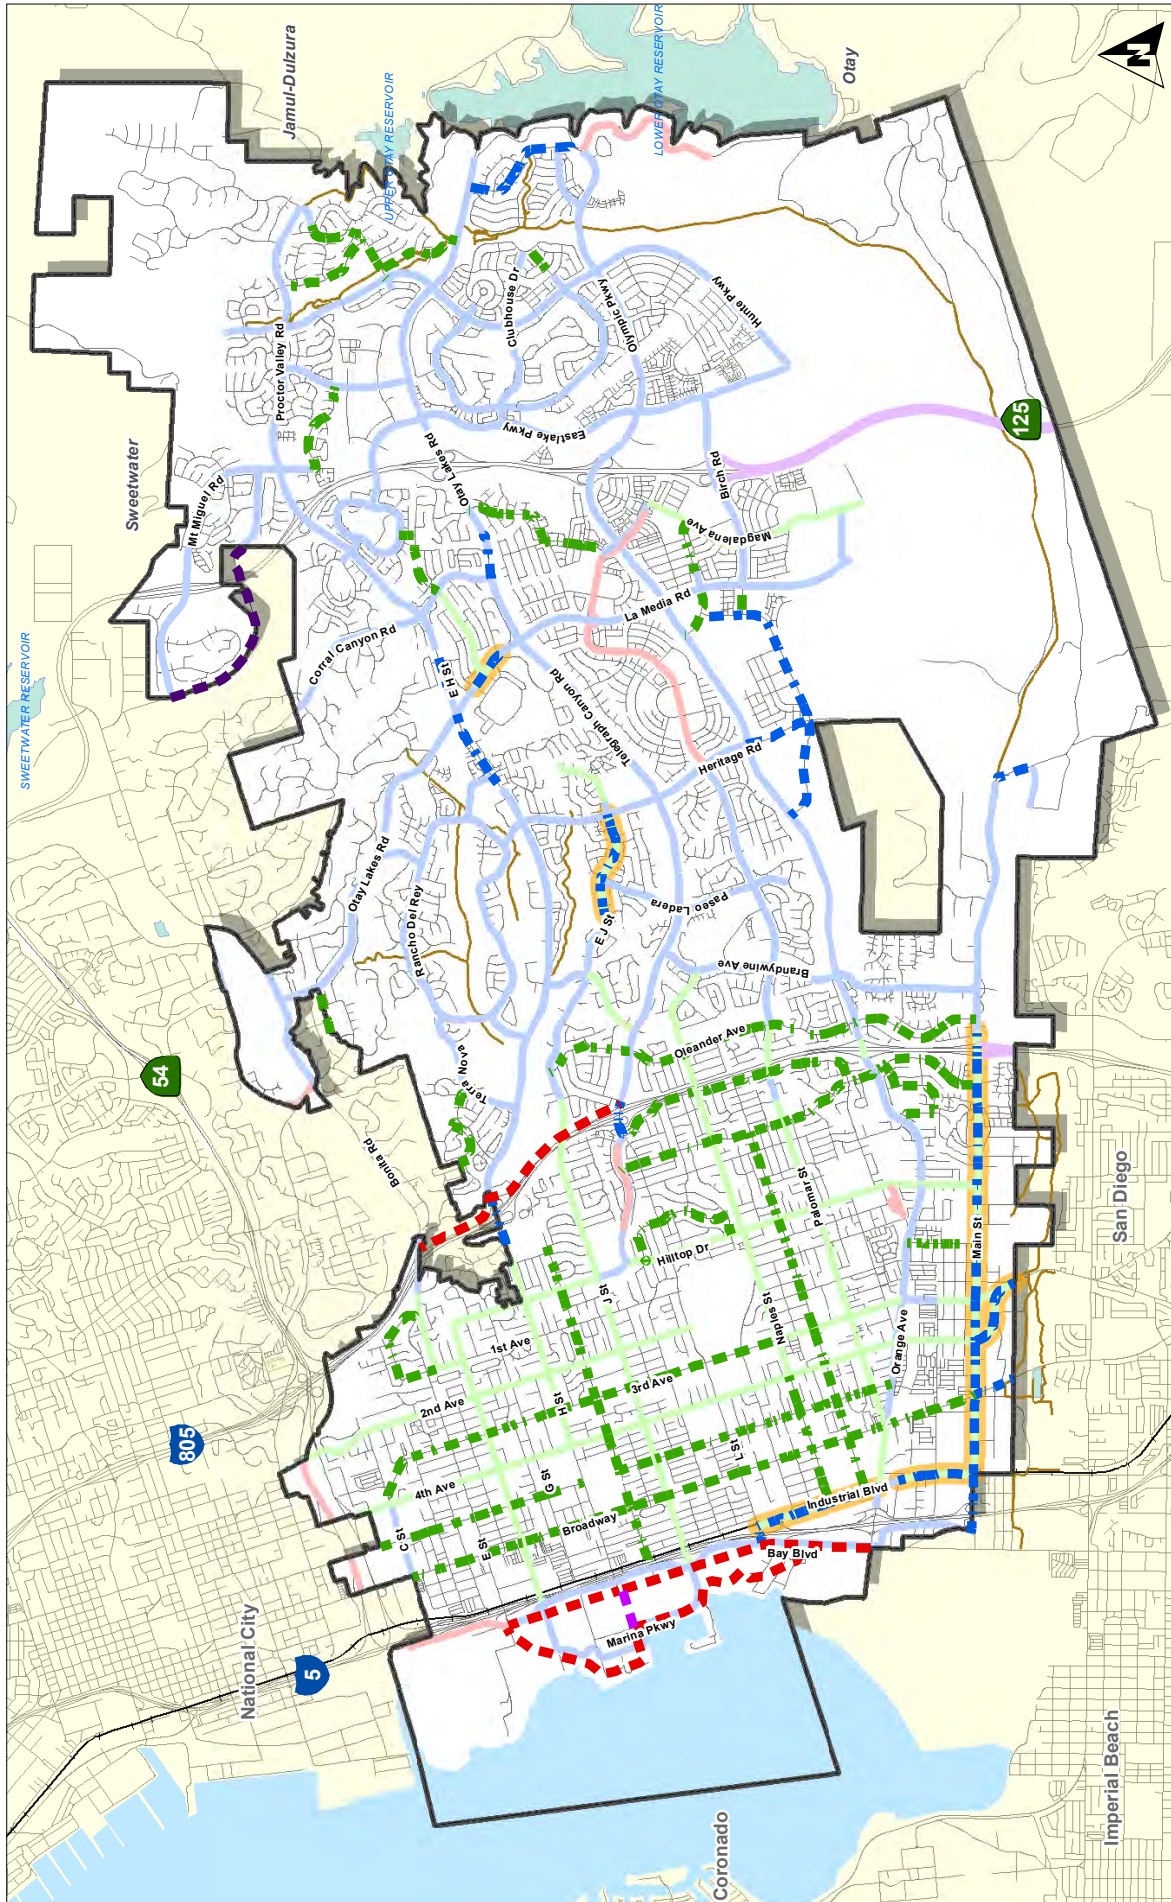 Jamul-Dulzura
UPPER OTAY RESERVOIR
LOWER OTAY RESERVOIR
Otay
N
Sweetwater
SWEETWATER RESERVOIR
Mt Miguel Rd
Proctor Valley Rd
Clubhouse Dr
Olympic Pkwy
Hunte Pkwy
Eastlake Pkwy
Otay Lakes Rd
Birch Rd
125
Magdalena Ave
La Media Rd
Corral Canyon Rd
E H St
Telegraph Canyon Rd
Heritage Rd
Otay Lakes Rd
Rancho Del Rey
E J St
Paseo Ladera
Brandywine Ave
Oleander Ave
Terra Nova
54
Bonita Rd
Palomar St
Main St
San Diego
Hilltop Dr
J St
Naples St
Orange Ave
1st Ave
2nd Ave
3rd Ave
H St
4th Ave
G St
L St
805
C St
E St
Broadway
Industrial Blvd
Bay Blvd
Marina Pkwy
National City
5
Coronado
Imperial Beach